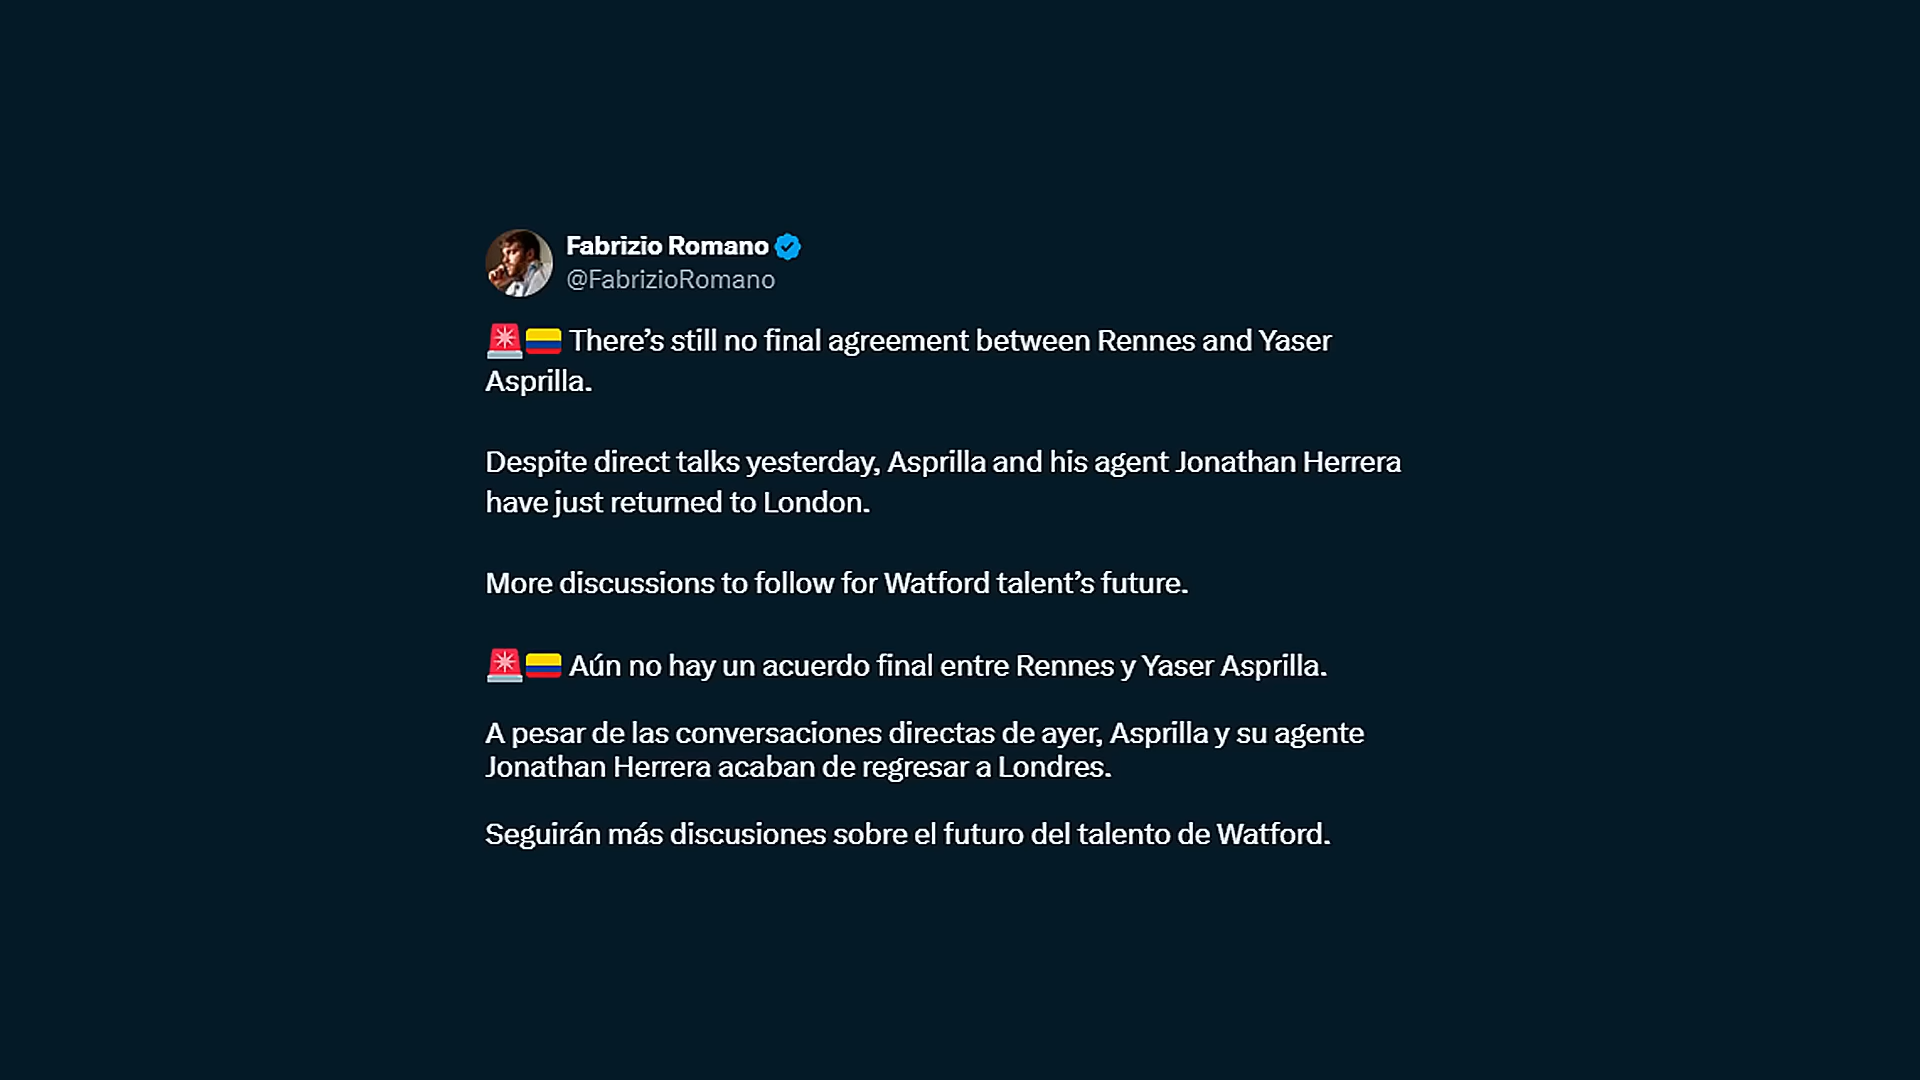 Fabrizio Romano
@FabrizioRomano
🚨🇨🇴 There’s still no final agreement between Rennes and Yaser
Asprilla.
Despite direct talks yesterday, Asprilla and his agent Jonathan Herrera
have just returned to London.
More discussions to follow for Watford talent’s future.
🚨🇨🇴 Aún no hay un acuerdo final entre Rennes y Yaser Asprilla.
A pesar de las conversaciones directas de ayer, Asprilla y su agente
Jonathan Herrera acaban de regresar a Londres.
Seguirán más discusiones sobre el futuro del talento de Watford.